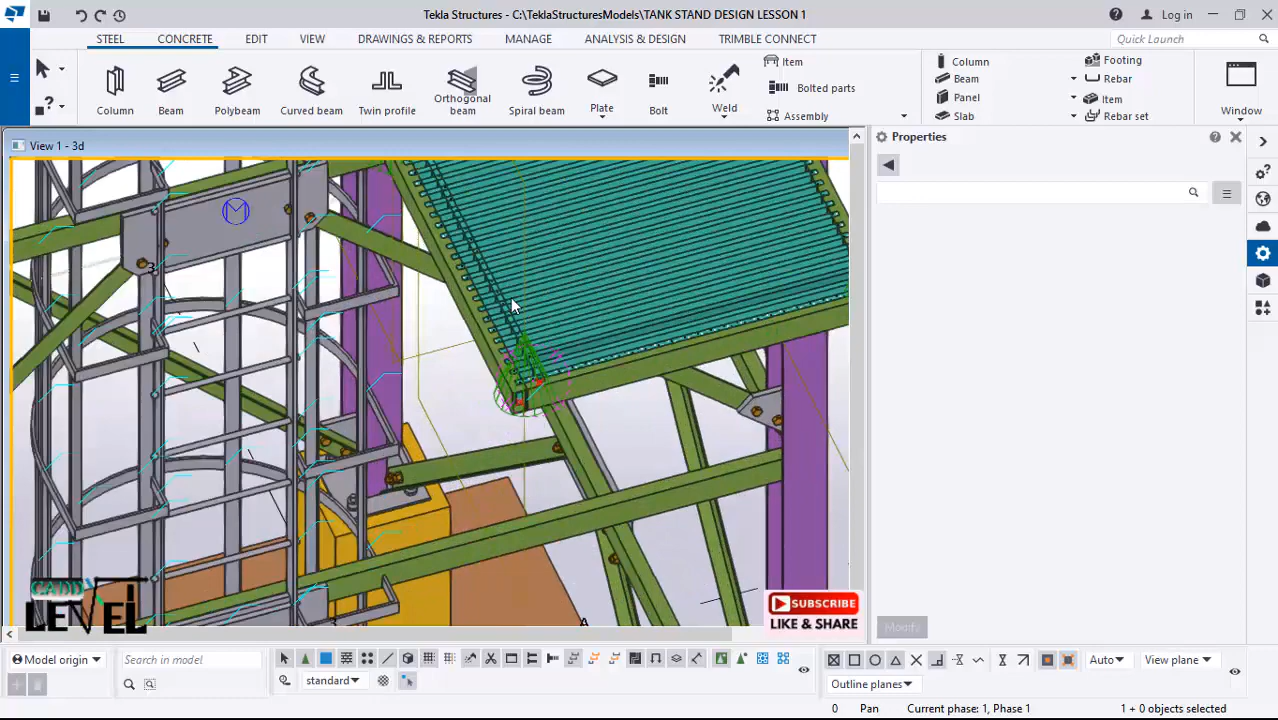 Tekla Structures - C:\TeklaStructuresModels\TANK STAND DESIGN LESSON 1
Log in
STEEL CONCRETE EDIT VIEW DRAWINGS & REPORTS MANAGE ANALYSIS & DESIGN TRIMBLE CONNECT
Quick Launch
Column
Beam
Polybeam
Curved beam
Twin profile
Orthogonal
beam
Spiral beam
Plate
Bolt
Weld
Item
Bolted parts
Assembly
Column
Beam
Panel
Slab
Footing
Rebar
Item
Rebar set
Window
View 1 - 3d
Properties
M
3
A
CADD
LEVEL
SUBSCRIBE
LIKE & SHARE
Modify
Model origin
Search in model
standard
Auto
View plane
Outline planes
0 Pan Current phase: 1, Phase 1 1 + 0 objects selected